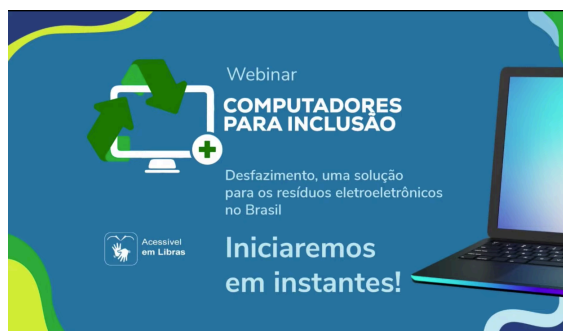 Webinar
COMPUTADORES
PARA INCLUSÃO
Desfazimento, uma solução
para os resíduos eletroeletrônicos
no Brasil
Acessível
em Libras
Iniciaremos
em instantes!